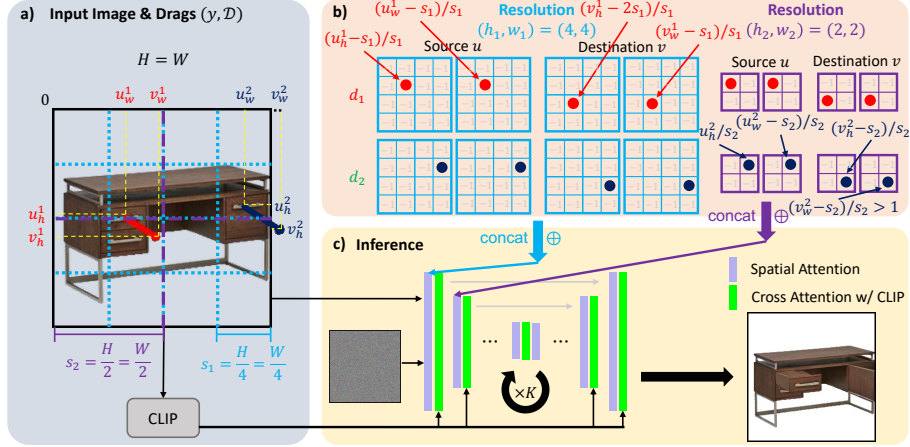 a) Input Image & Drags (y, 𝒟)
H = W
0
u_w^1 v_w^1 u_w^2 v_w^2
u_h^1
v_h^1
u_h^2
v_h^2
s_2 = H/2 = W/2
s_1 = H/4 = W/4
CLIP
b)
(u_w^1 − s_1)/s_1
(u_h^1−s_1)/s_1
Resolution
(h_1, w_1) = (4, 4)
(v_h^1−2s_1)/s_1
(v_w^1 − s_1)/s_1
Resolution
(h_2, w_2) = (2, 2)
Source u
Destination v
Source u
Destination v
d_1
d_2
u_h^2/s_2
(u_w^2 − s_2)/s_2
(v_h^2−s_2)/s_2
(v_w^2−s_2)/s_2 > 1
concat ⊕
concat ⊕
c) Inference
Spatial Attention
Cross Attention w/ CLIP
... ...
×K